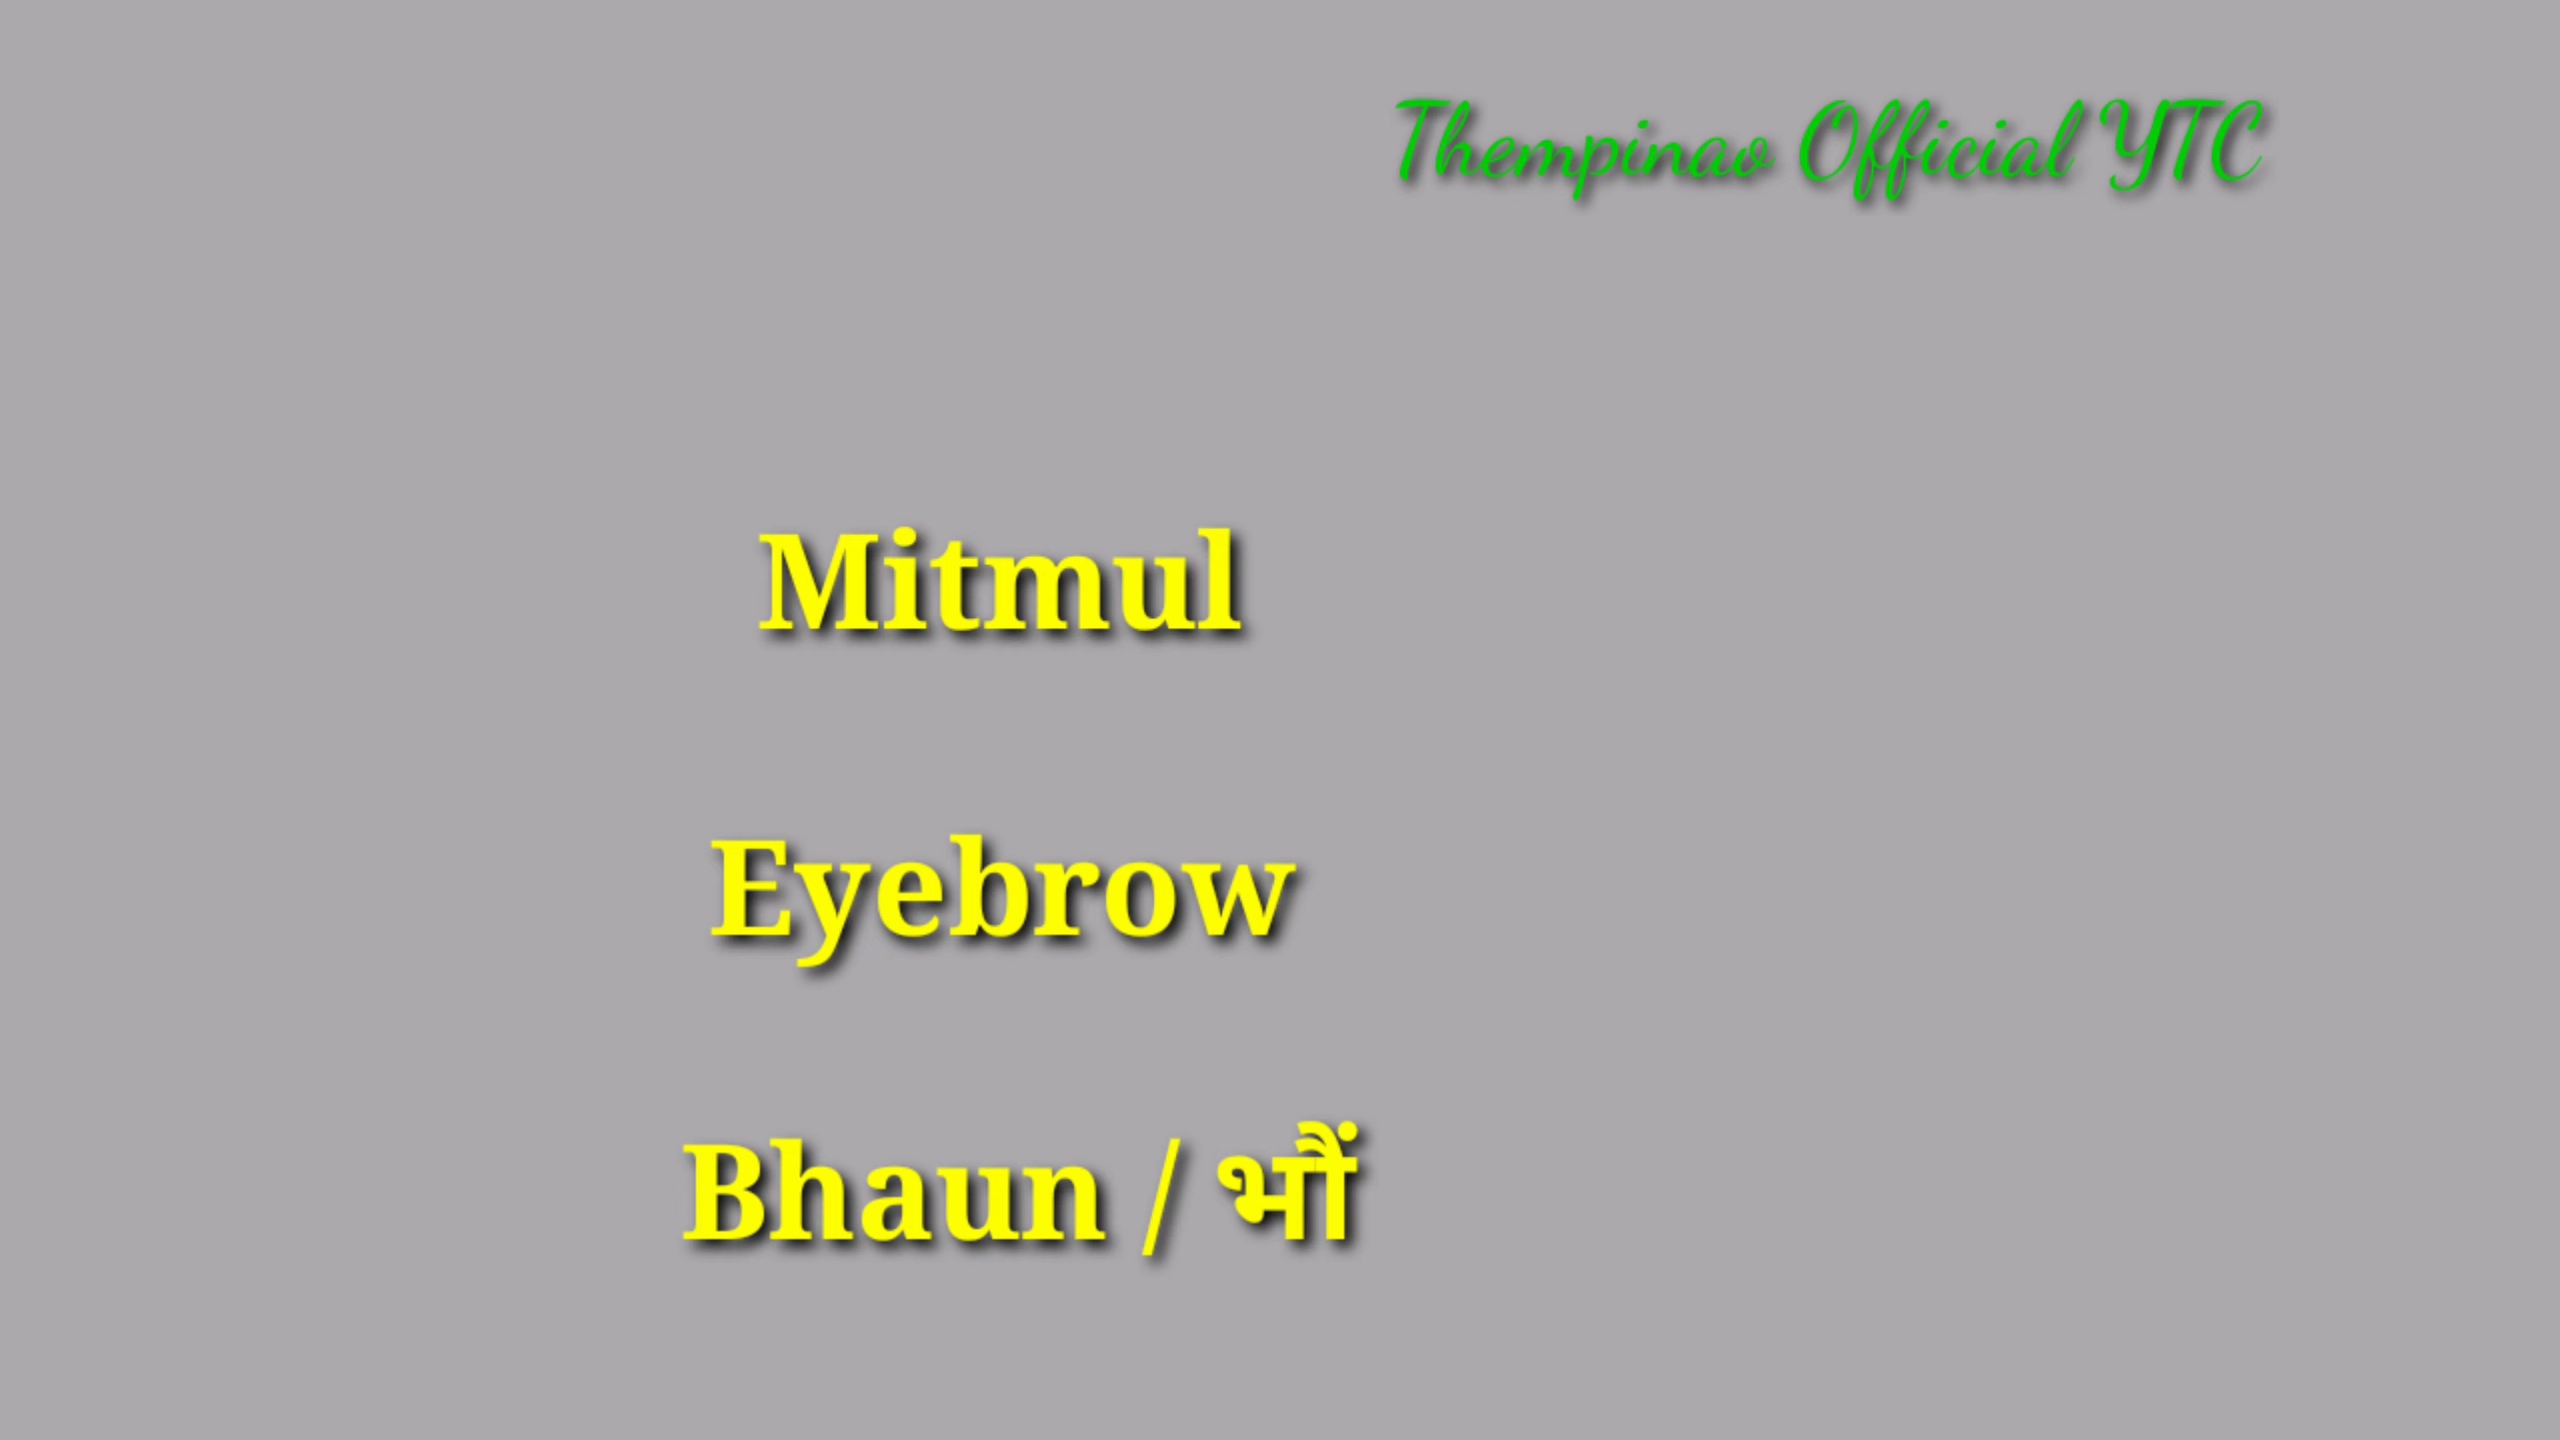 Thempinao Official YTC
Mitmul
Eyebrow
Bhaun / भौं